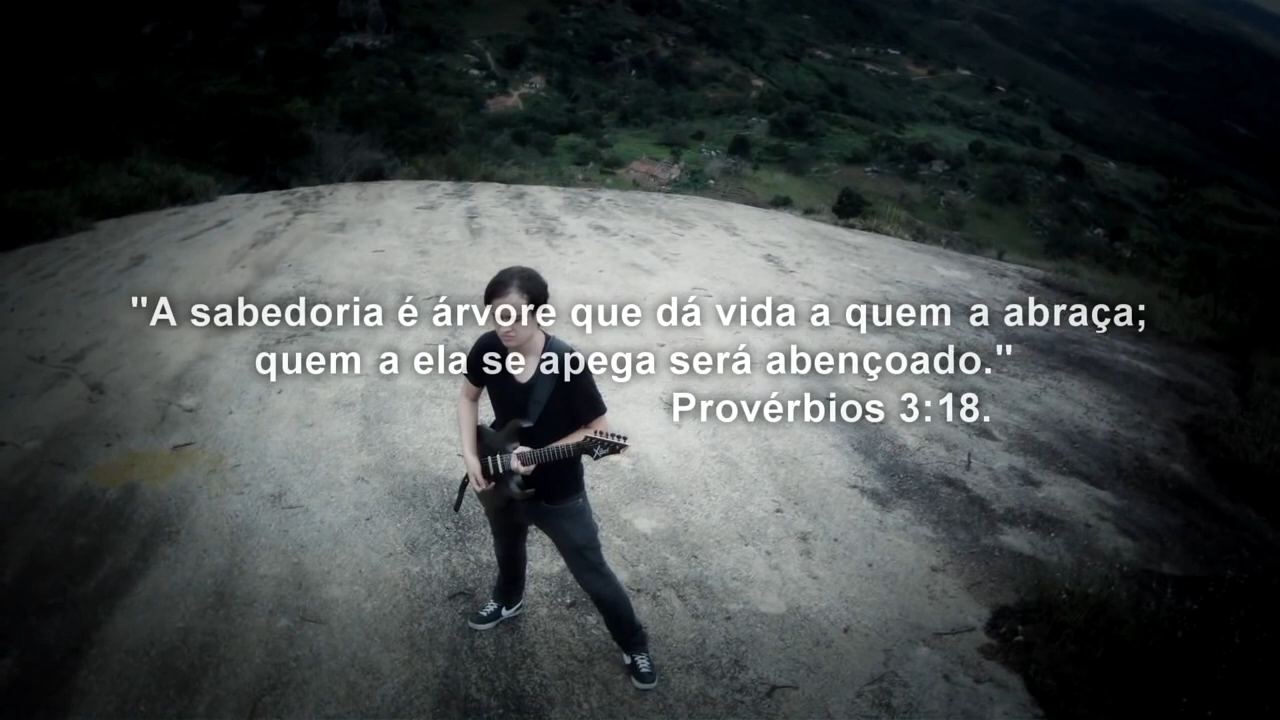 "A sabedoria é árvore que dá vida a quem a abraça;
quem a ela se apega será abençoado."
Provérbios 3:18.